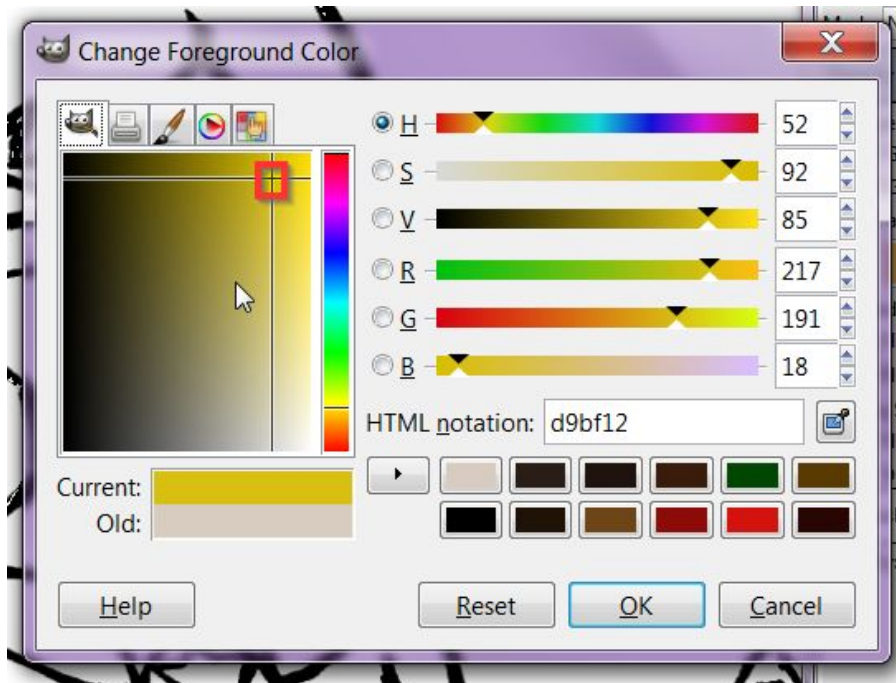 Change Foreground Color
H 52
S 92
V 85
R 217
G 191
B 18
HTML notation: d9bf12
Current:
Old:
Help Reset OK Cancel